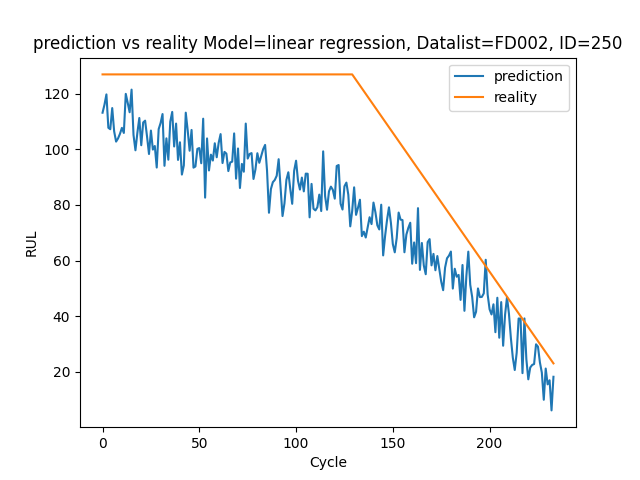 prediction vs reality Model=linear regression, Datalist=FD002, ID=250
prediction
reality
RUL
120
100
80
60
40
20
0
50
100
150
200
Cycle